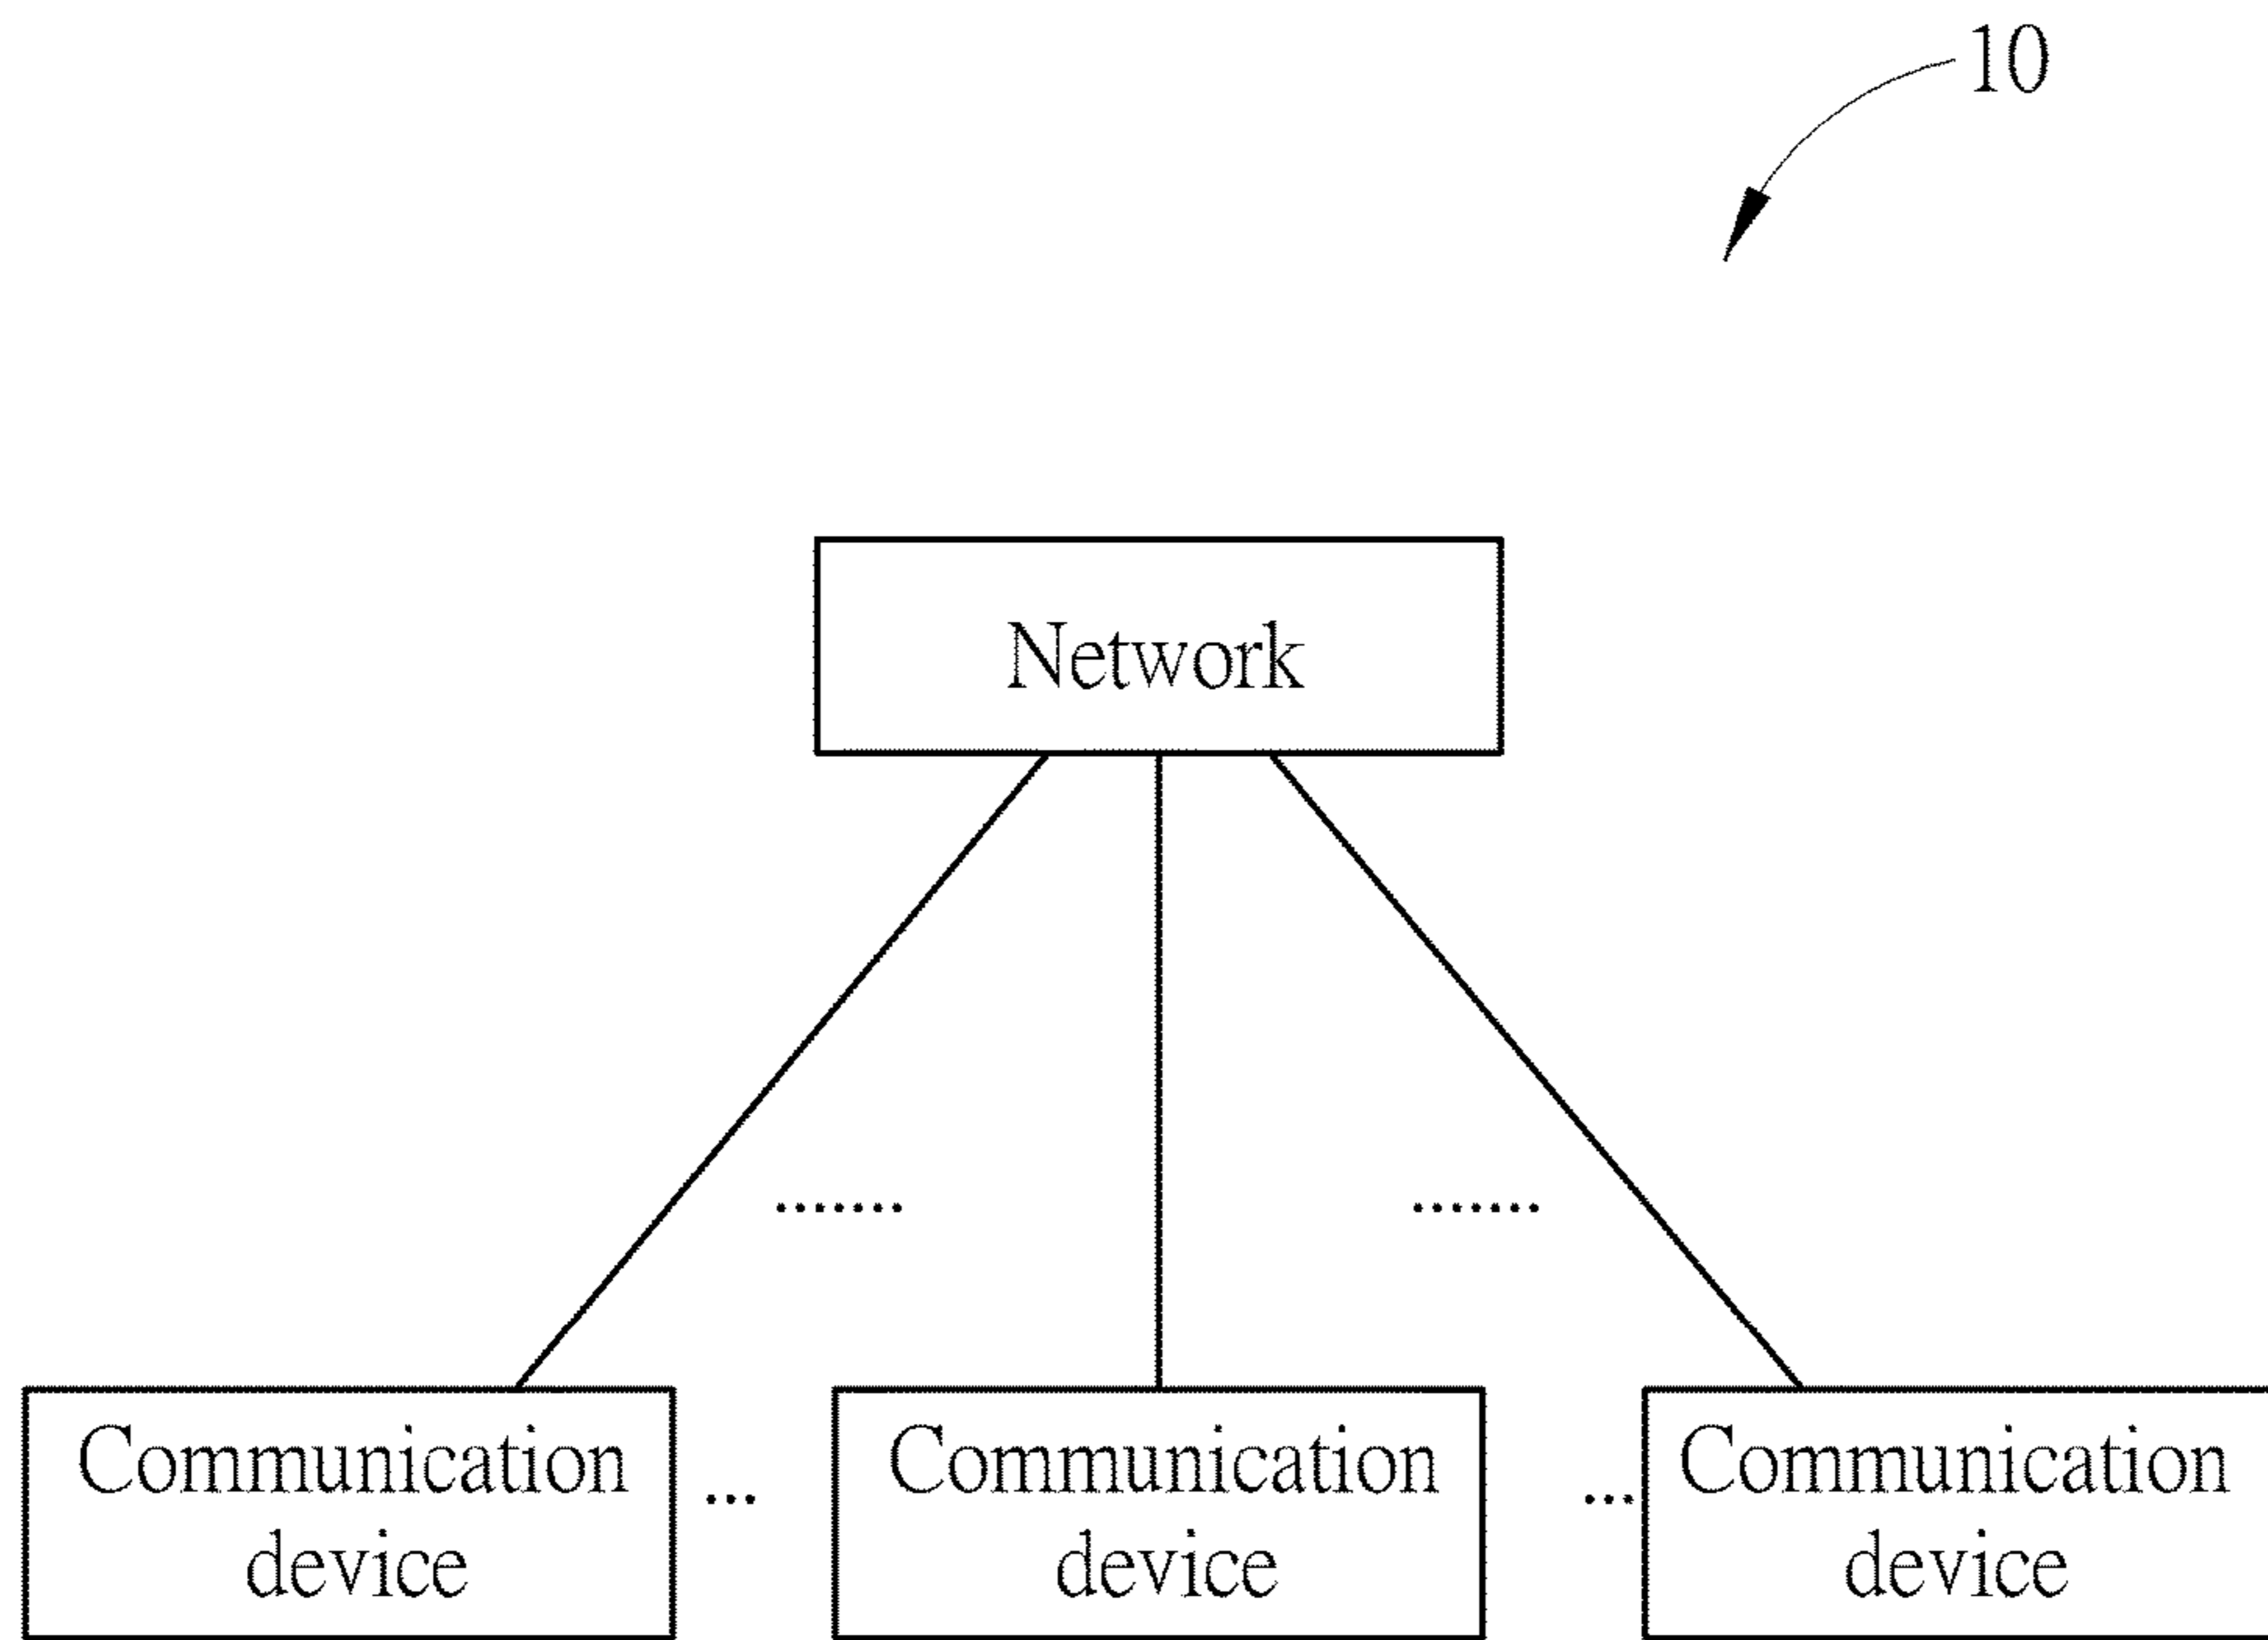 10
Network
.......
.......
Communication
device
...
Communication
device
...
Communication
device